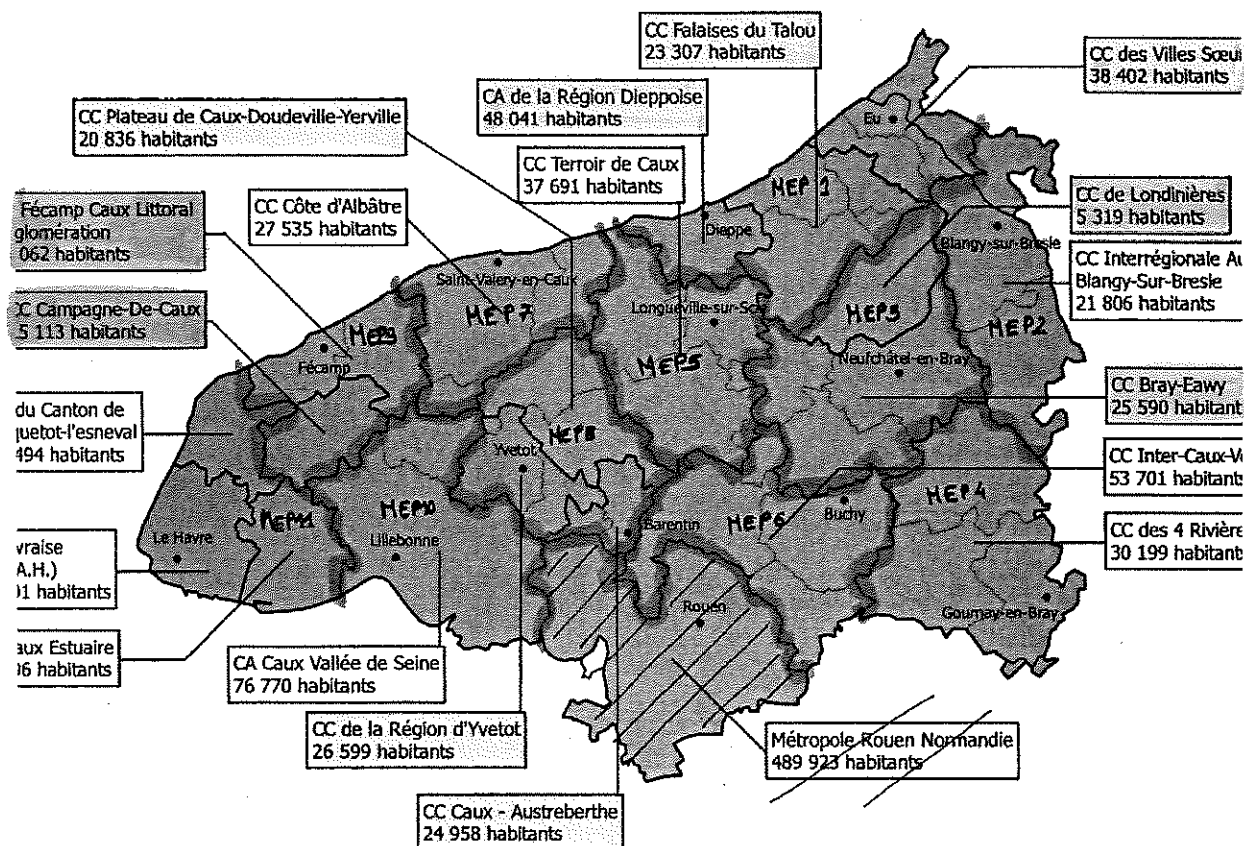 CC Falaises du Talou
23 307 habitants
CC des Villes Sœu
38 402 habitants
CA de la Région Dieppoise
48 041 habitants
CC Plateau de Caux-Doudeville-Yerville
20 836 habitants
CC Terroir de Caux
37 691 habitants
Eu
MEP 1
CC de Londinières
5 319 habitants
Fécamp Caux Littoral
glomération
062 habitants
CC Côte d'Albâtre
27 535 habitants
Dieppe
Blangy-sur-Bresle
CC Interrégionale Au
Blangy-Sur-Bresle
21 806 habitants
Saint-Valery-en-Caux
CC Campagne-De-Caux
5 113 habitants
MEP 7
Longueville-sur-Scie
MEP 3
MEP 2
MEP 9
Fécamp
MEP 5
Neufchâtel-en-Bray
CC Bray-Eawy
25 590 habitant
du Canton de
quetot-l'esneval
494 habitants
Yvetot
MEP 8
CC Inter-Caux-V
53 701 habitant
MEP 11
MEP 10
Barentin
MEP 6
Buchy
MEP 4
Le Havre
Lillebonne
CC des 4 Rivière
30 199 habitant
vraise
A.H.)
01 habitants
Rouen
Gournay-en-Bray
aux Estuaire
06 habitants
CA Caux Vallée de Seine
76 770 habitants
CC de la Région d'Yvetot
26 599 habitants
Métropole Rouen Normandie
489 923 habitants
CC Caux - Austreberthe
24 958 habitants